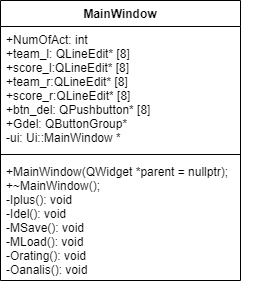 MainWindow
+NumOfAct: int
+team_l: QLineEdit* [8]
+score_l:QLineEdit* [8]
+team_r:QLineEdit* [8]
+score_r:QLineEdit* [8]
+btn_del: QPushbutton* [8]
+Gdel: QButtonGroup*
-ui: Ui::MainWindow *
+MainWindow(QWidget *parent = nullptr);
+~MainWindow();
-Iplus(): void
-Idel(): void
-MSave(): void
-MLoad(): void
-Orating(): void
-Oanalis(): void